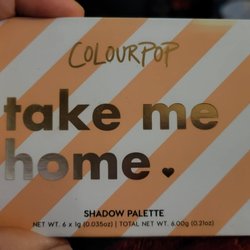 COLOURPOP
take me
home.
SHADOW PALETTE
NET WT. 6 x 1g (0.035oz) | TOTAL NET WT. 6.00g (0.21oz)